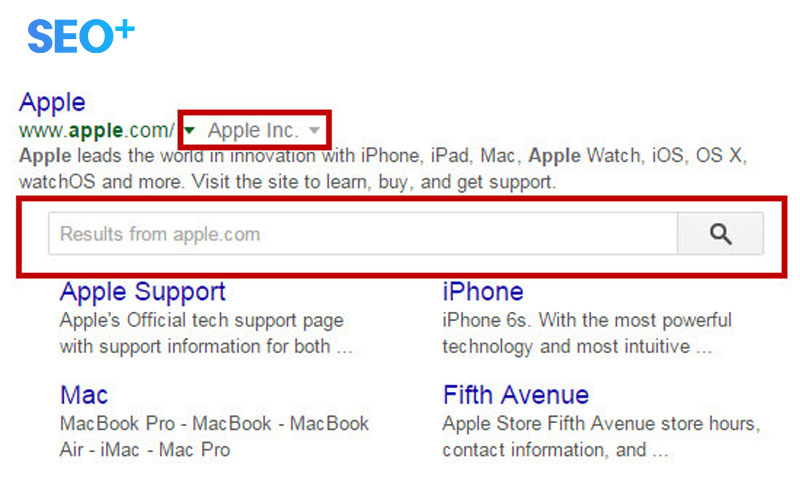 SEO+
Apple
www.apple.com/ Apple Inc.
Apple leads the world in innovation with iPhone, iPad, Mac, Apple Watch, iOS, OS X,
watchOS and more. Visit the site to learn, buy, and get support.
Results from apple.com
Apple Support
Apple's Official tech support page
with support information for both ...
iPhone
iPhone 6s. With the most powerful
technology and most intuitive ...
Mac
MacBook Pro - MacBook - MacBook
Air - iMac - Mac Pro
Fifth Avenue
Apple Store Fifth Avenue store hours,
contact information, and ...